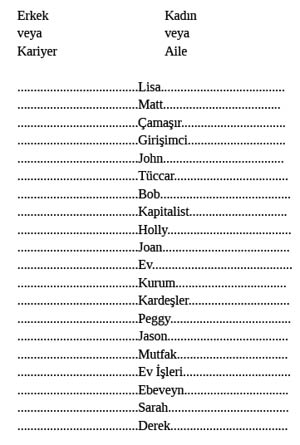 Erkek Kadın
veya veya
Kariyer Aile
.....................................Lisa......................................
.....................................Matt....................................
.....................................Çamaşır................................
.....................................Girişimci..............................
.....................................John.....................................
.....................................Tüccar...................................
.....................................Bob........................................
.....................................Kapitalist..............................
.....................................Holly......................................
.....................................Joan.......................................
.....................................Ev...........................................
.....................................Kurum..................................
.....................................Kardeşler...............................
.....................................Peggy.....................................
.....................................Jason.....................................
.....................................Mutfak..................................
.....................................Ev İşleri.................................
.....................................Ebeveyn................................
.....................................Sarah.....................................
.....................................Derek....................................